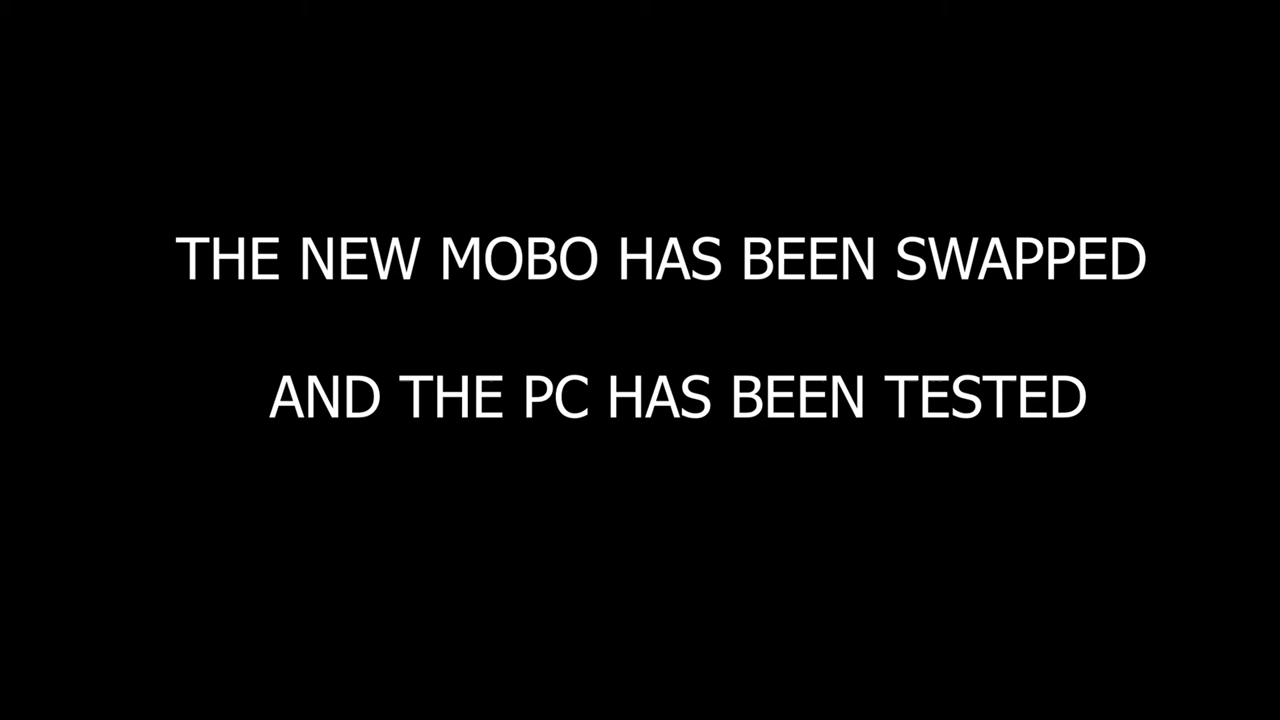 THE NEW MOBO HAS BEEN SWAPPED
AND THE PC HAS BEEN TESTED